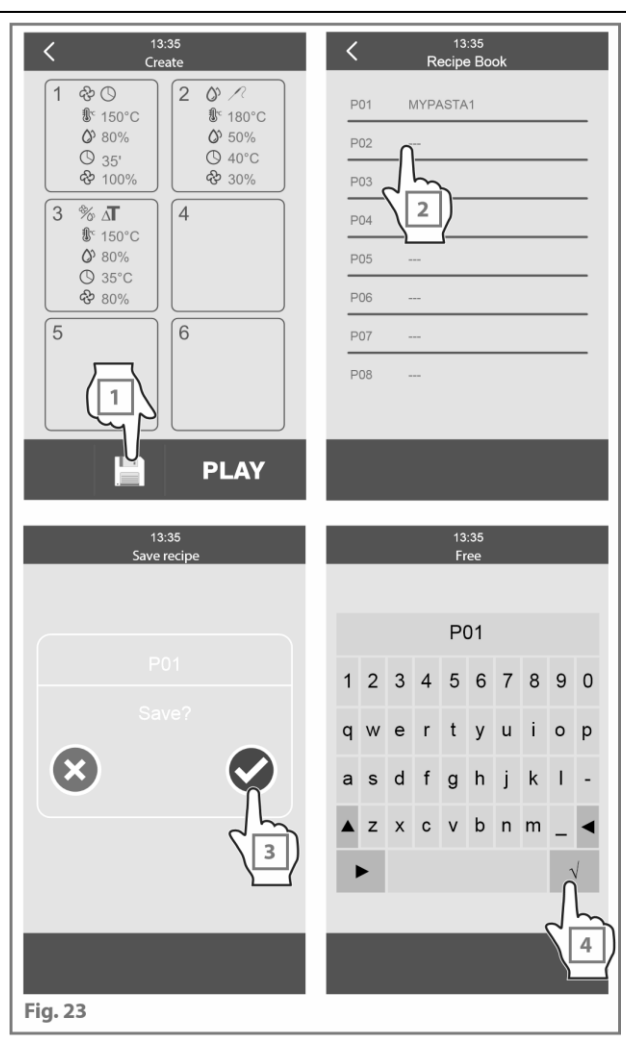 13:35
Create
1
150°C
80%
35'
100%
2
180°C
50%
40°C
30%
3
% ΔT
150°C
80%
35°C
80%
4
5
6
1
PLAY
13:35
Recipe Book
P01 MYPASTA1
P02 ---
P03
P04
P05 ---
P06 ---
P07 ---
P08 ---
2
13:35
Save recipe
P01
Save?
3
13:35
Free
P01
1 2 3 4 5 6 7 8 9 0
q w e r t y u i o p
a s d f g h j k l -
▲ z x c v b n m _ ◄
► √
4
Fig. 23